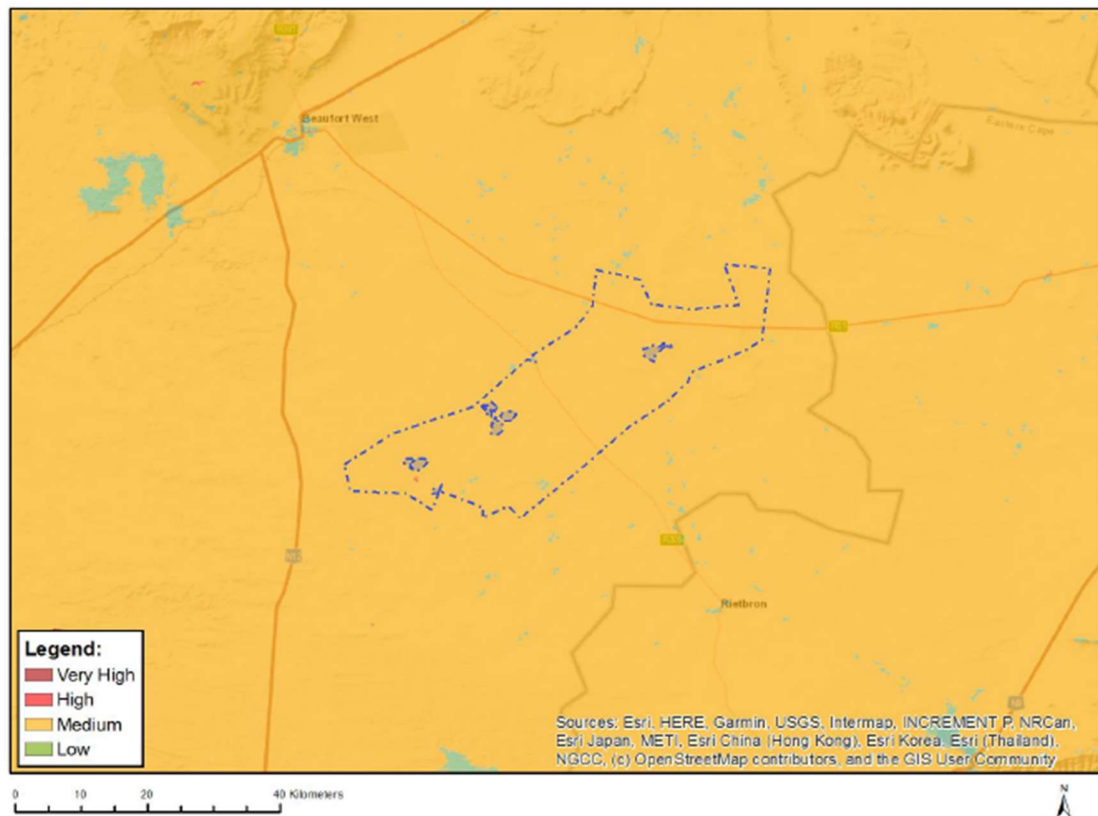 Beaufort West
Eastern Cape
R61
N12
Rietbron
Legend:
Very High
High
Medium
Low
Sources: Esri, HERE, Garmin, USGS, Intermap, INCREMENT P, NRCan,
Esri Japan, METI, Esri China (Hong Kong), Esri Korea, Esri (Thailand),
NGCC, (c) OpenStreetMap contributors, and the GIS User Community
0 10 20 40 Kilometers
N